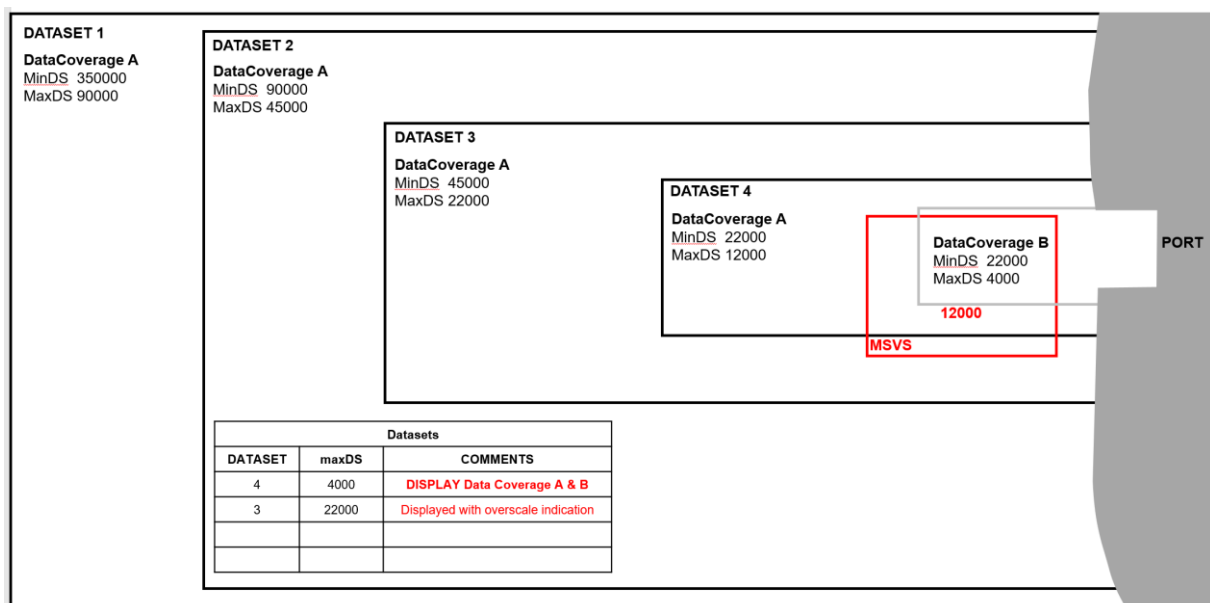 DATASET 1
DataCoverage A
MinDS 350000
MaxDS 90000
DATASET 2
DataCoverage A
MinDS 90000
MaxDS 45000
DATASET 3
DataCoverage A
MinDS 45000
MaxDS 22000
DATASET 4
DataCoverage A
MinDS 22000
MaxDS 12000
DataCoverage B
MinDS 22000
MaxDS 4000
PORT
12000
MSVS
Datasets
DATASET maxDS COMMENTS
4 4000 DISPLAY Data Coverage A & B
3 22000 Displayed with overscale indication